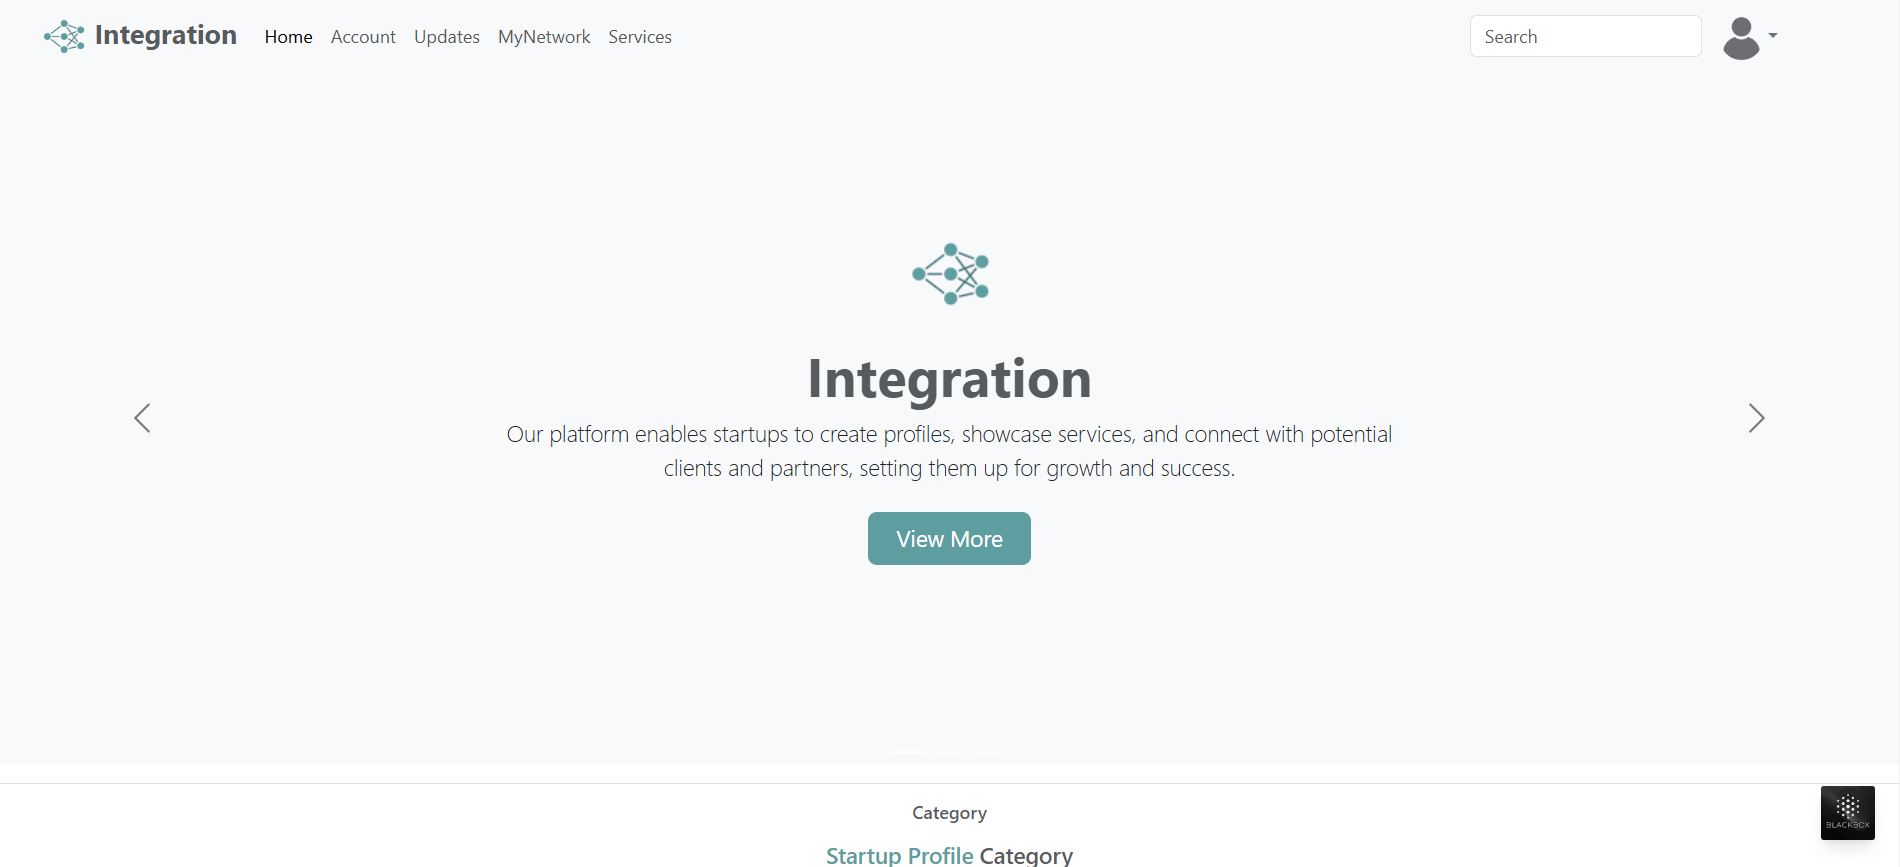 Integration
Home Account Updates MyNetwork Services
Search
Integration
Our platform enables startups to create profiles, showcase services, and connect with potential
clients and partners, setting them up for growth and success.
View More
Category
BLACKBOX
Startup Profile Category